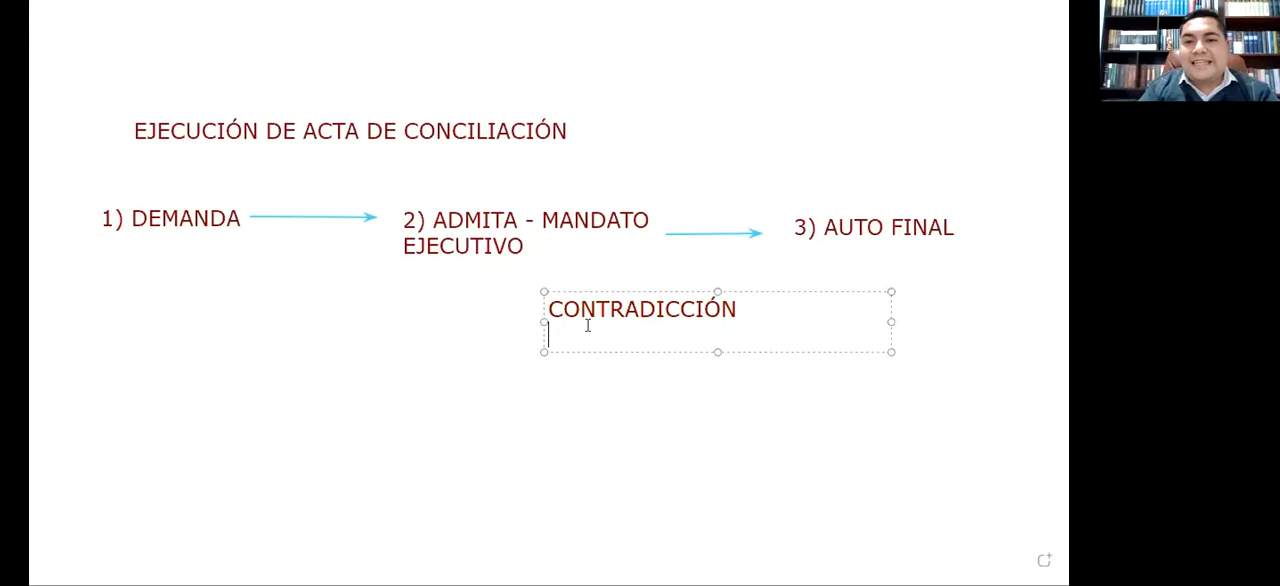 EJECUCIÓN DE ACTA DE CONCILIACIÓN
1) DEMANDA
2) ADMITA - MANDATO
EJECUTIVO
3) AUTO FINAL
CONTRADICCIÓN